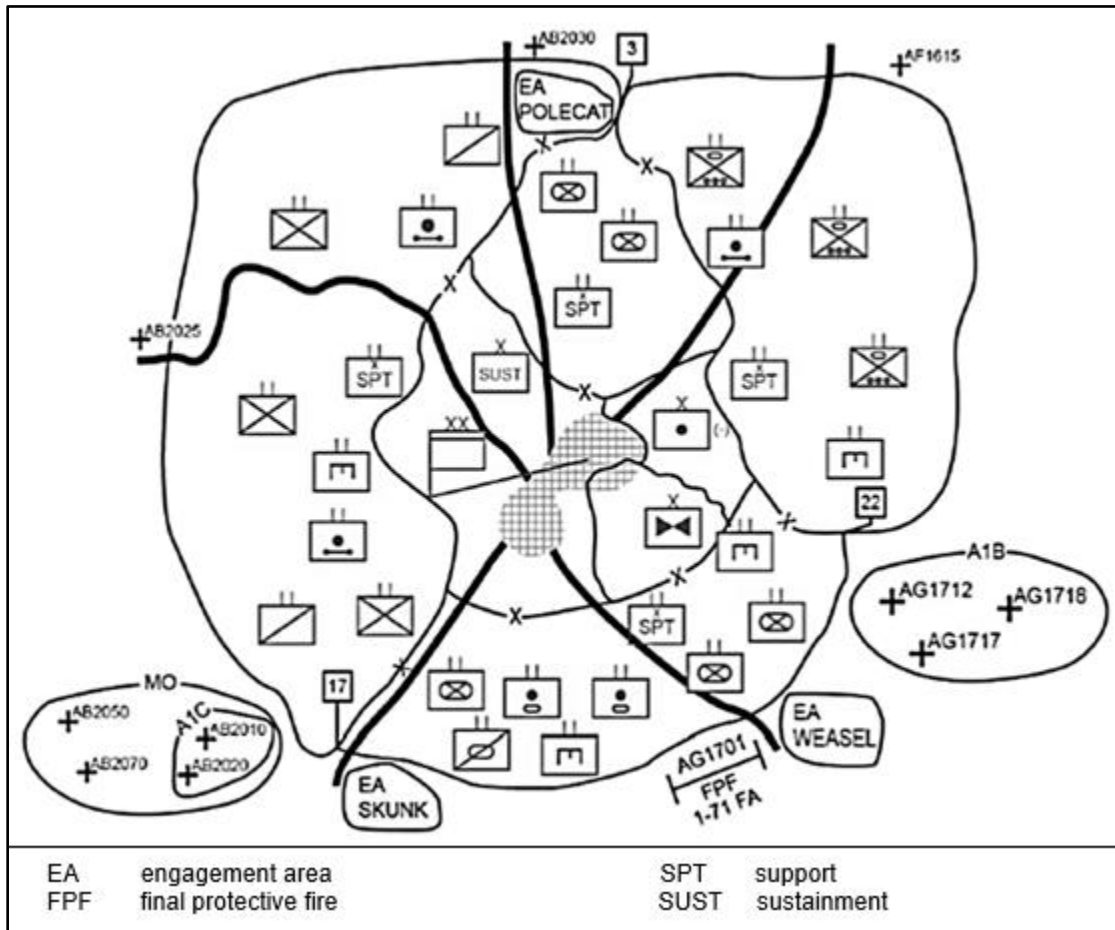 AB2030
3
AF1615
EA
POLECAT
AB2025
SPT
SPT
SUST
SPT
XX
(-)
22
A1B
AG1712
AG1718
AG1717
SPT
17
MO
A1C
AB2050
AB2010
AB2070
AB2020
EA
SKUNK
AG1701
FPF
1-71 FA
EA
WEASEL
EA engagement area
FPF final protective fire
SPT support
SUST sustainment